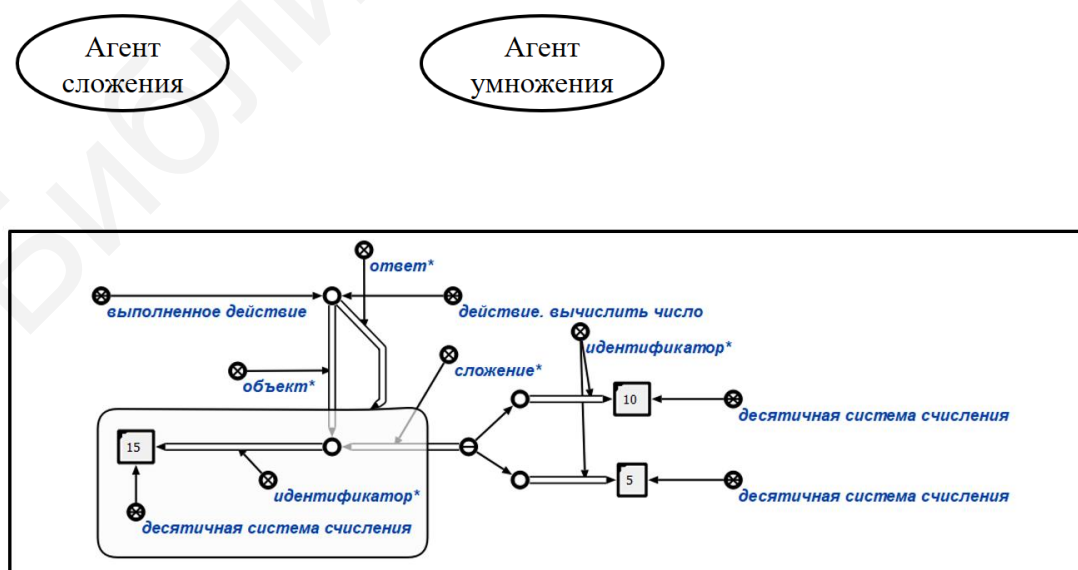 Агент
сложения
Агент
умножения
ответ*
выполненное действие
действие. вычислить число
идентификатор*
сложение*
объект*
10
десятичная система счисления
15
5
идентификатор*
десятичная система счисления
десятичная система счисления